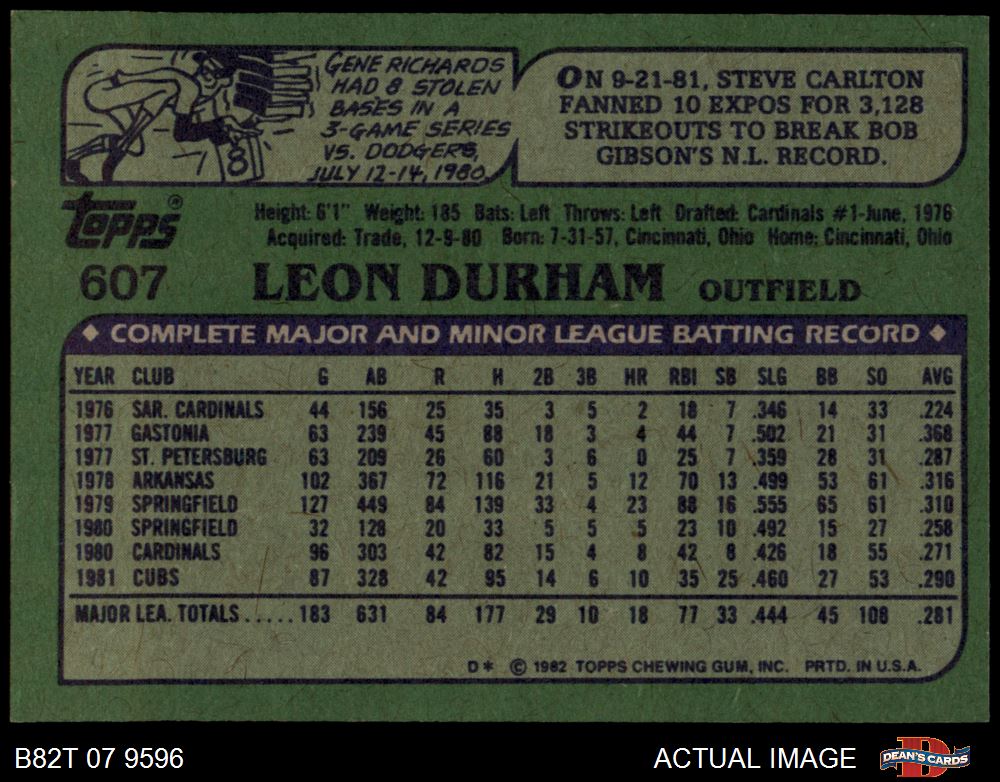 GENE RICHARDS
HAD 8 STOLEN
BASES IN A
3-GAME SERIES
VS. DODGERS,
JULY 12-14, 1980.
8
ON 9-21-81, STEVE CARLTON
FANNED 10 EXPOS FOR 3,128
STRIKEOUTS TO BREAK BOB
GIBSON'S N.L. RECORD.
Topps®
Height: 6'1" Weight: 185 Bats: Left Throws: Left Drafted: Cardinals #1-June, 1976
Acquired: Trade, 12-9-80 Born: 7-31-57, Cincinnati, Ohio Home: Cincinnati, Ohio
607 LEON DURHAM OUTFIELD
◆ COMPLETE MAJOR AND MINOR LEAGUE BATTING RECORD ◆
YEAR CLUB G AB R H 2B 3B HR RBI SB SLG BB SO AVG
1976 SAR. CARDINALS 44 156 25 35 3 5 2 18 7 .346 14 33 .224
1977 GASTONIA 63 239 45 88 18 3 4 44 7 .502 21 31 .368
1977 ST. PETERSBURG 63 209 26 60 3 6 0 25 7 .359 28 31 .287
1978 ARKANSAS 102 367 72 116 21 5 12 70 13 .499 53 61 .316
1979 SPRINGFIELD 127 449 84 139 33 4 23 88 16 .555 65 61 .310
1980 SPRINGFIELD 32 128 20 33 5 5 5 23 10 .492 15 27 .258
1980 CARDINALS 96 303 42 82 15 4 8 42 8 .426 18 55 .271
1981 CUBS 87 328 42 95 14 6 10 35 25 .460 27 53 .290
MAJOR LEA. TOTALS.....183 631 84 177 29 10 18 77 33 .444 45 108 .281
D* © 1982 TOPPS CHEWING GUM, INC. PRTD. IN U.S.A.
B82T 07 9596
ACTUAL IMAGE
D
DEAN'S CARDS